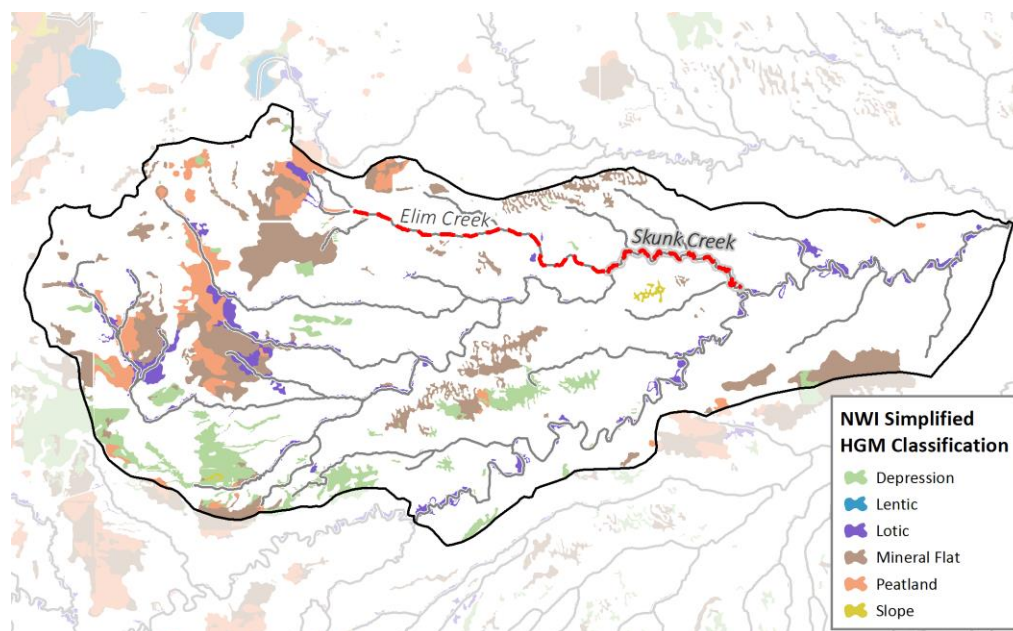 Elim Creek
Skunk Creek
NWI Simplified
HGM Classification
Depression
Lentic
Lotic
Mineral Flat
Peatland
Slope